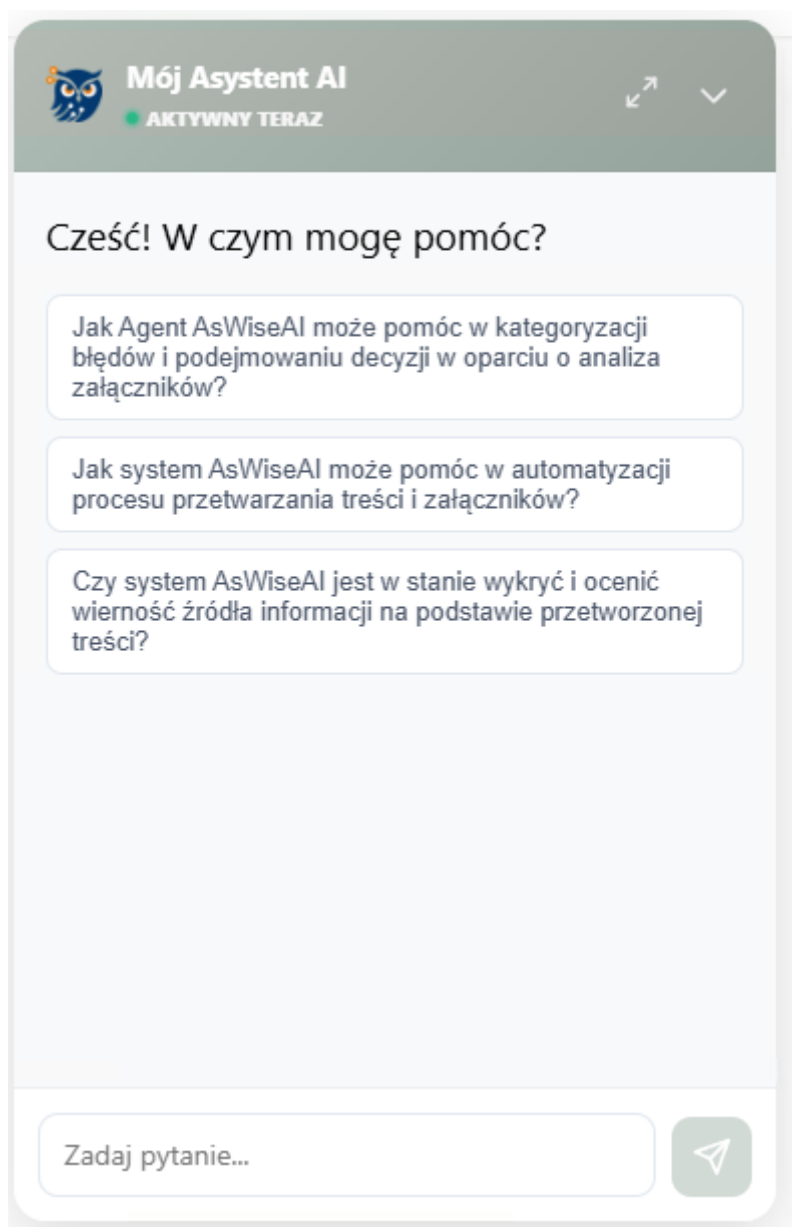 Mój Asystent AI
AKTYWNY TERAZ
Cześć! W czym mogę pomóc?
Jak Agent AsWiseAI może pomóc w kategoryzacji
błędów i podejmowaniu decyzji w oparciu o analiza
załączników?
Jak system AsWiseAI może pomóc w automatyzacji
procesu przetwarzania treści i załączników?
Czy system AsWiseAI jest w stanie wykryć i ocenić
wierność źródła informacji na podstawie przetworzonej
treści?
Zadaj pytanie...